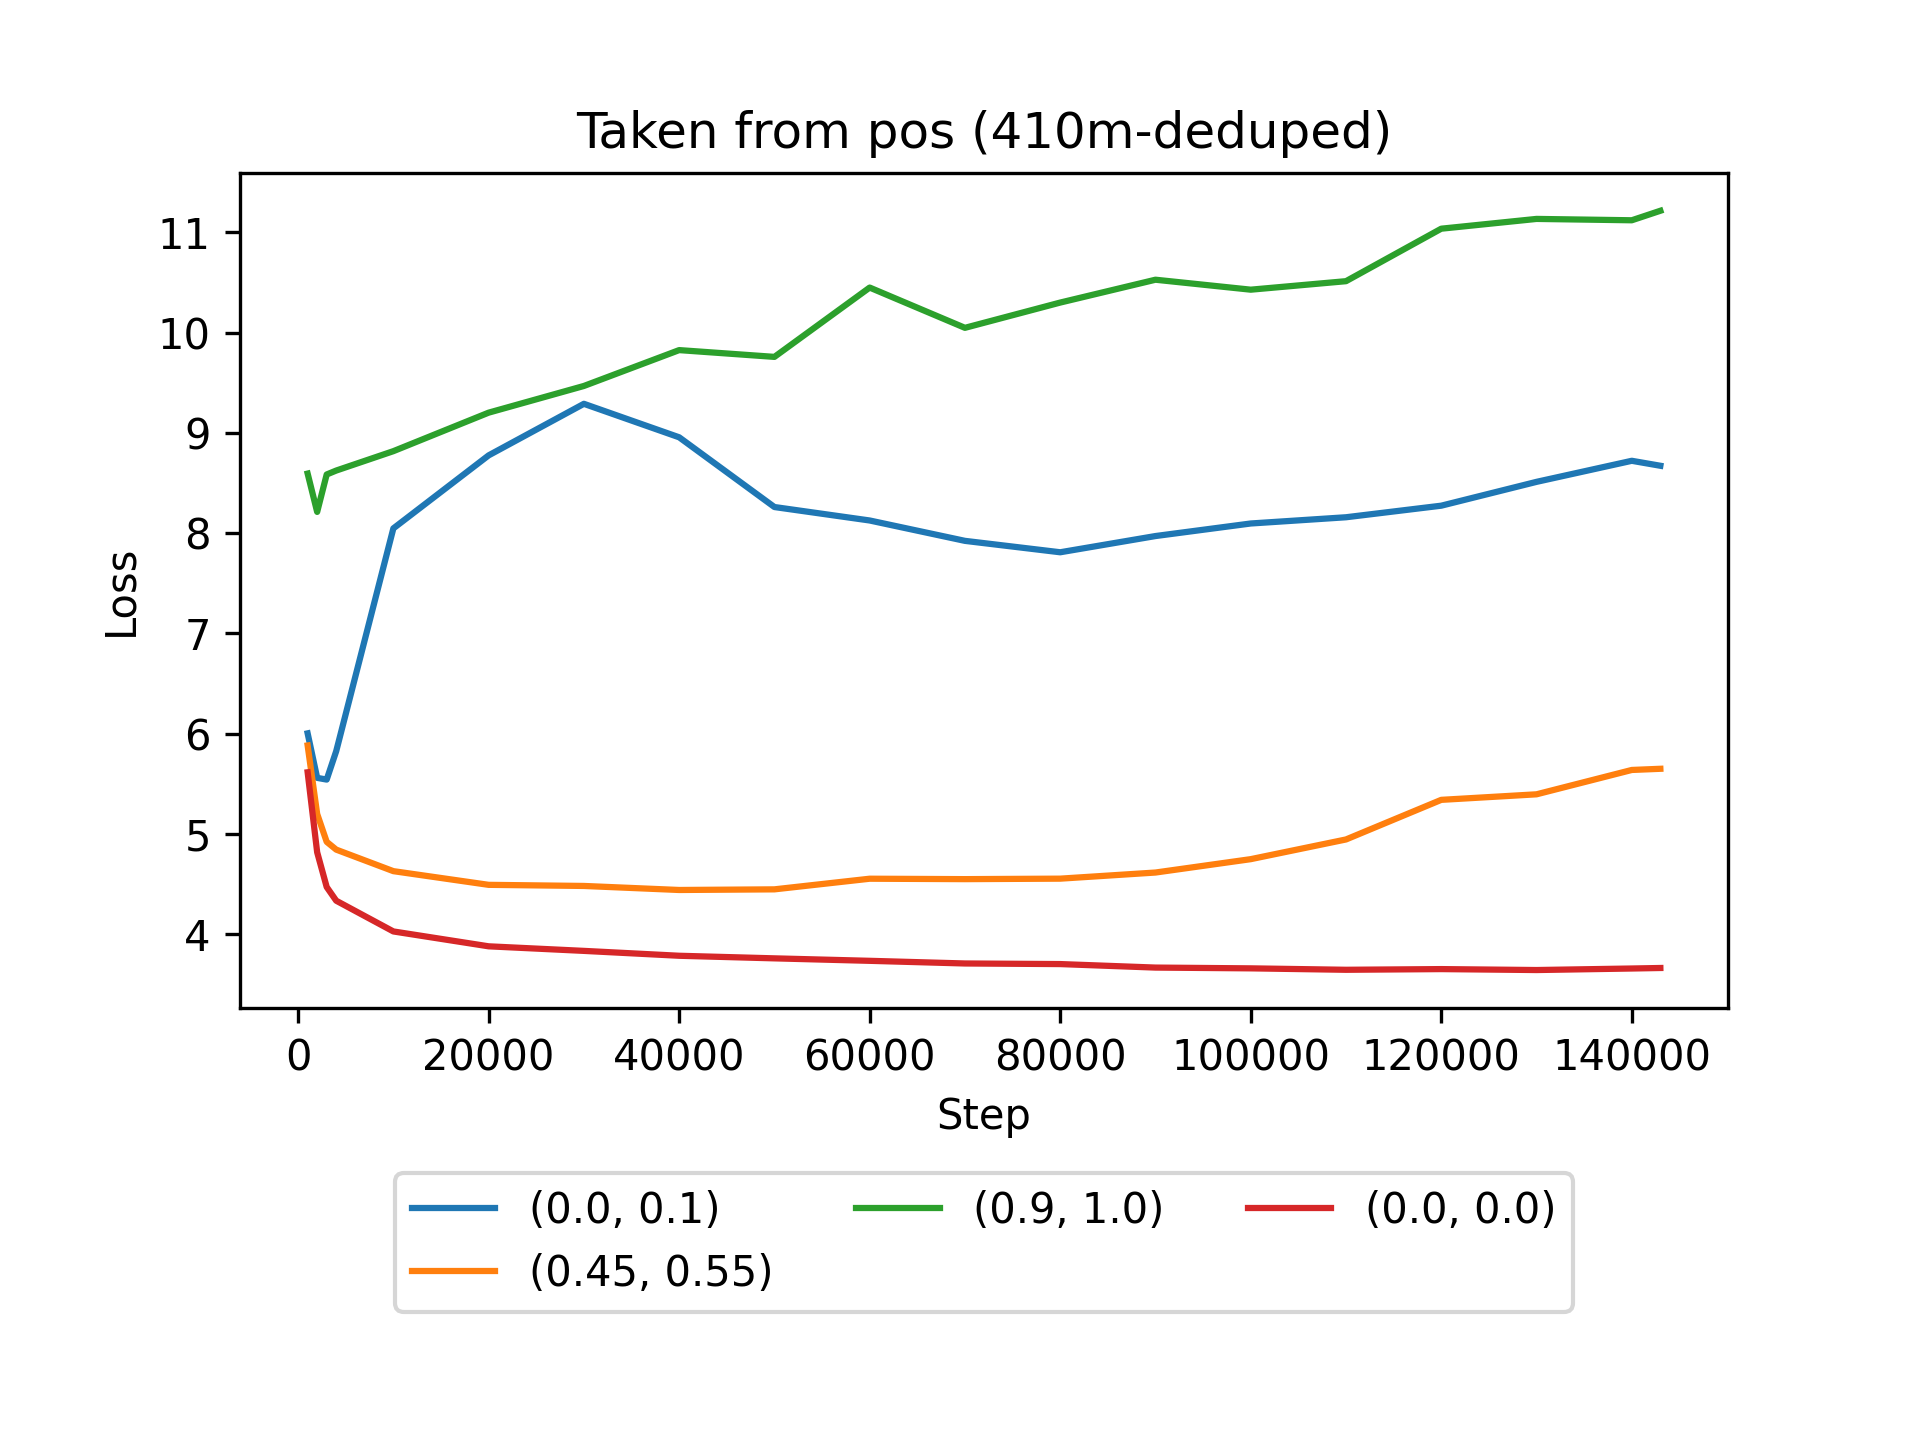 Taken from pos (410m-deduped)
11
10
9
8
7
6
5
4
Loss
0 20000 40000 60000 80000 100000 120000 140000
Step
(0.0, 0.1) (0.9, 1.0) (0.0, 0.0)
(0.45, 0.55)